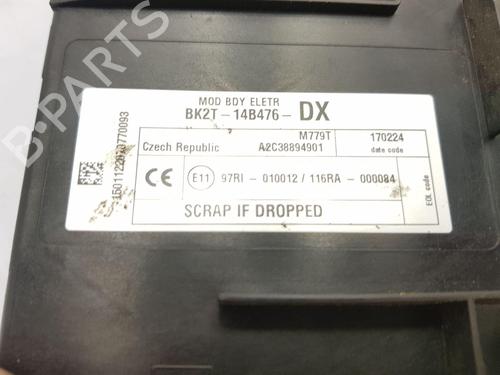 MOD BDY ELETR
BK2T - 14B476 - DX
M779T
170224
Czech Republic
A2C38894901
date code
CE
E11
97RI - 010012 / 116RA - 000084
EOL code
SCRAP IF DROPPED
B-PARTS